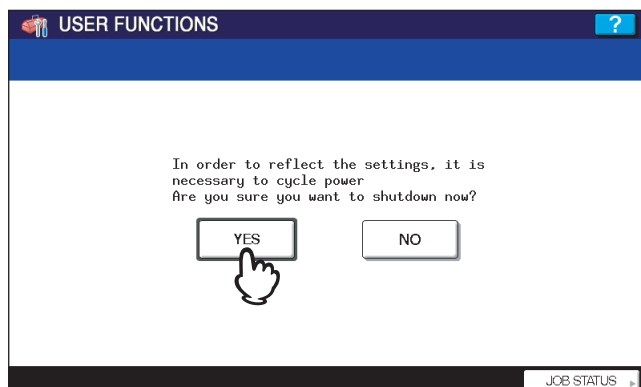 USER FUNCTIONS
?
In order to reflect the settings, it is
necessary to cycle power
Are you sure you want to shutdown now?
YES
NO
JOB STATUS